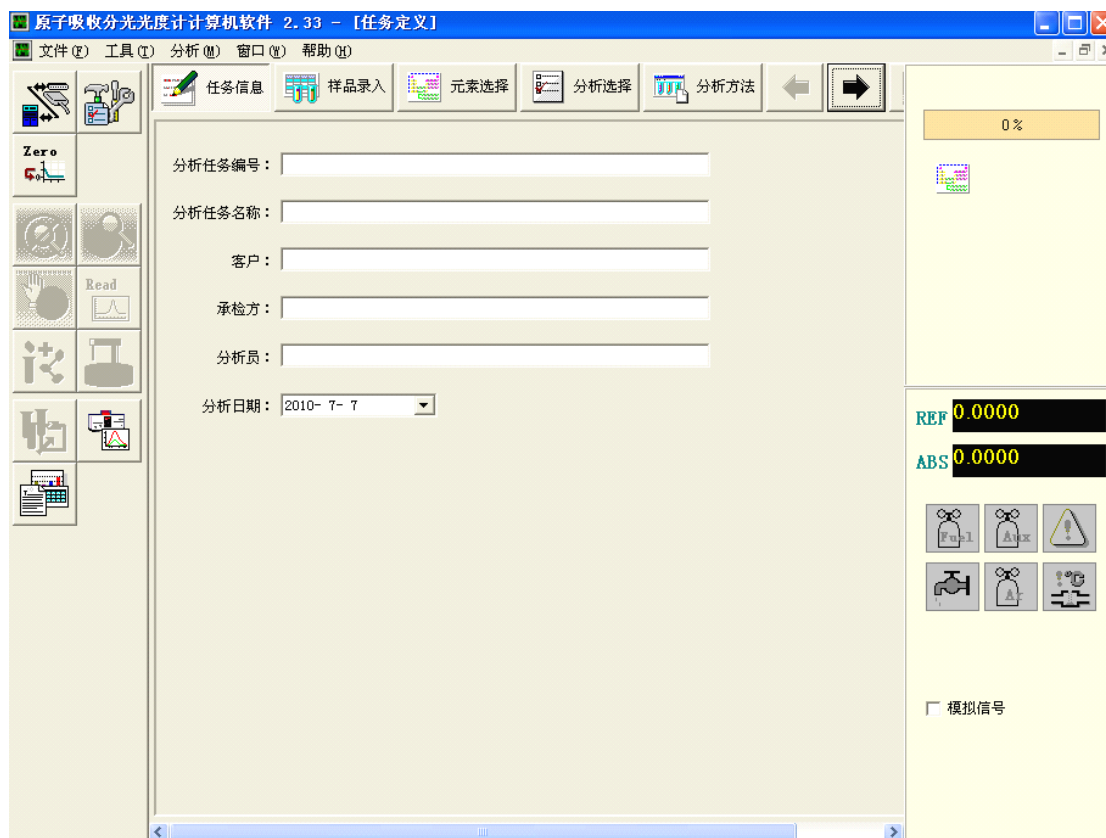 原子吸收分光光度计计算机软件 2.33 - [任务定义]
文件(F) 工具(T) 分析(M) 窗口(W) 帮助(H)
任务信息 样品录入 元素选择 分析选择 分析方法
0%
Zero
分析任务编号：
分析任务名称：
客户：
Read
承检方：
分析员：
分析日期： 2010- 7- 7
REF 0.0000
ABS 0.0000
Fuel Aux
Ar °C
模拟信号